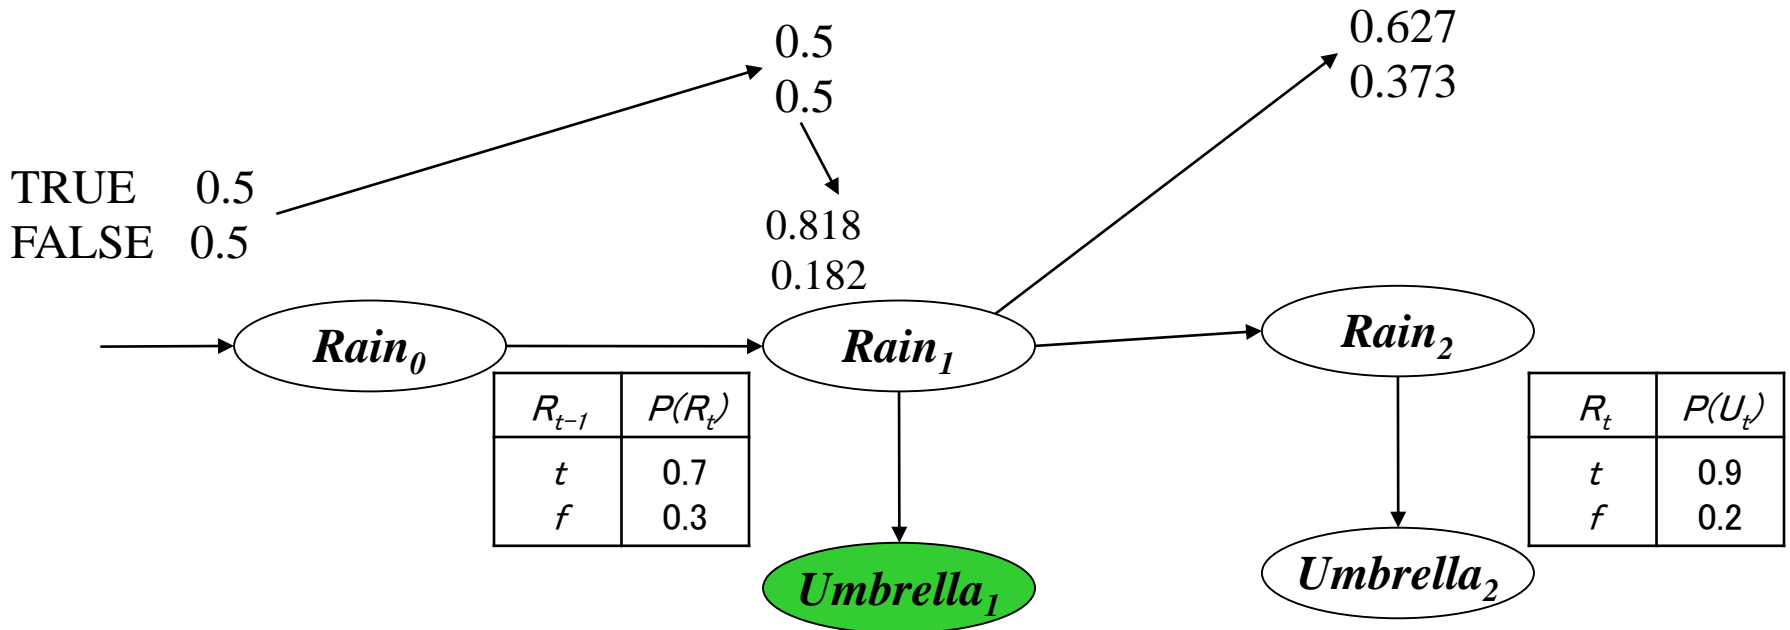 0.5
0.5
0.627
0.373
TRUE 0.5
FALSE 0.5
0.818
0.182
Rain₀
Rain₁
Rain₂
Rₜ₋₁ P(Rₜ)
t 0.7
f 0.3
Rₜ P(Uₜ)
t 0.9
f 0.2
Umbrella₁
Umbrella₂